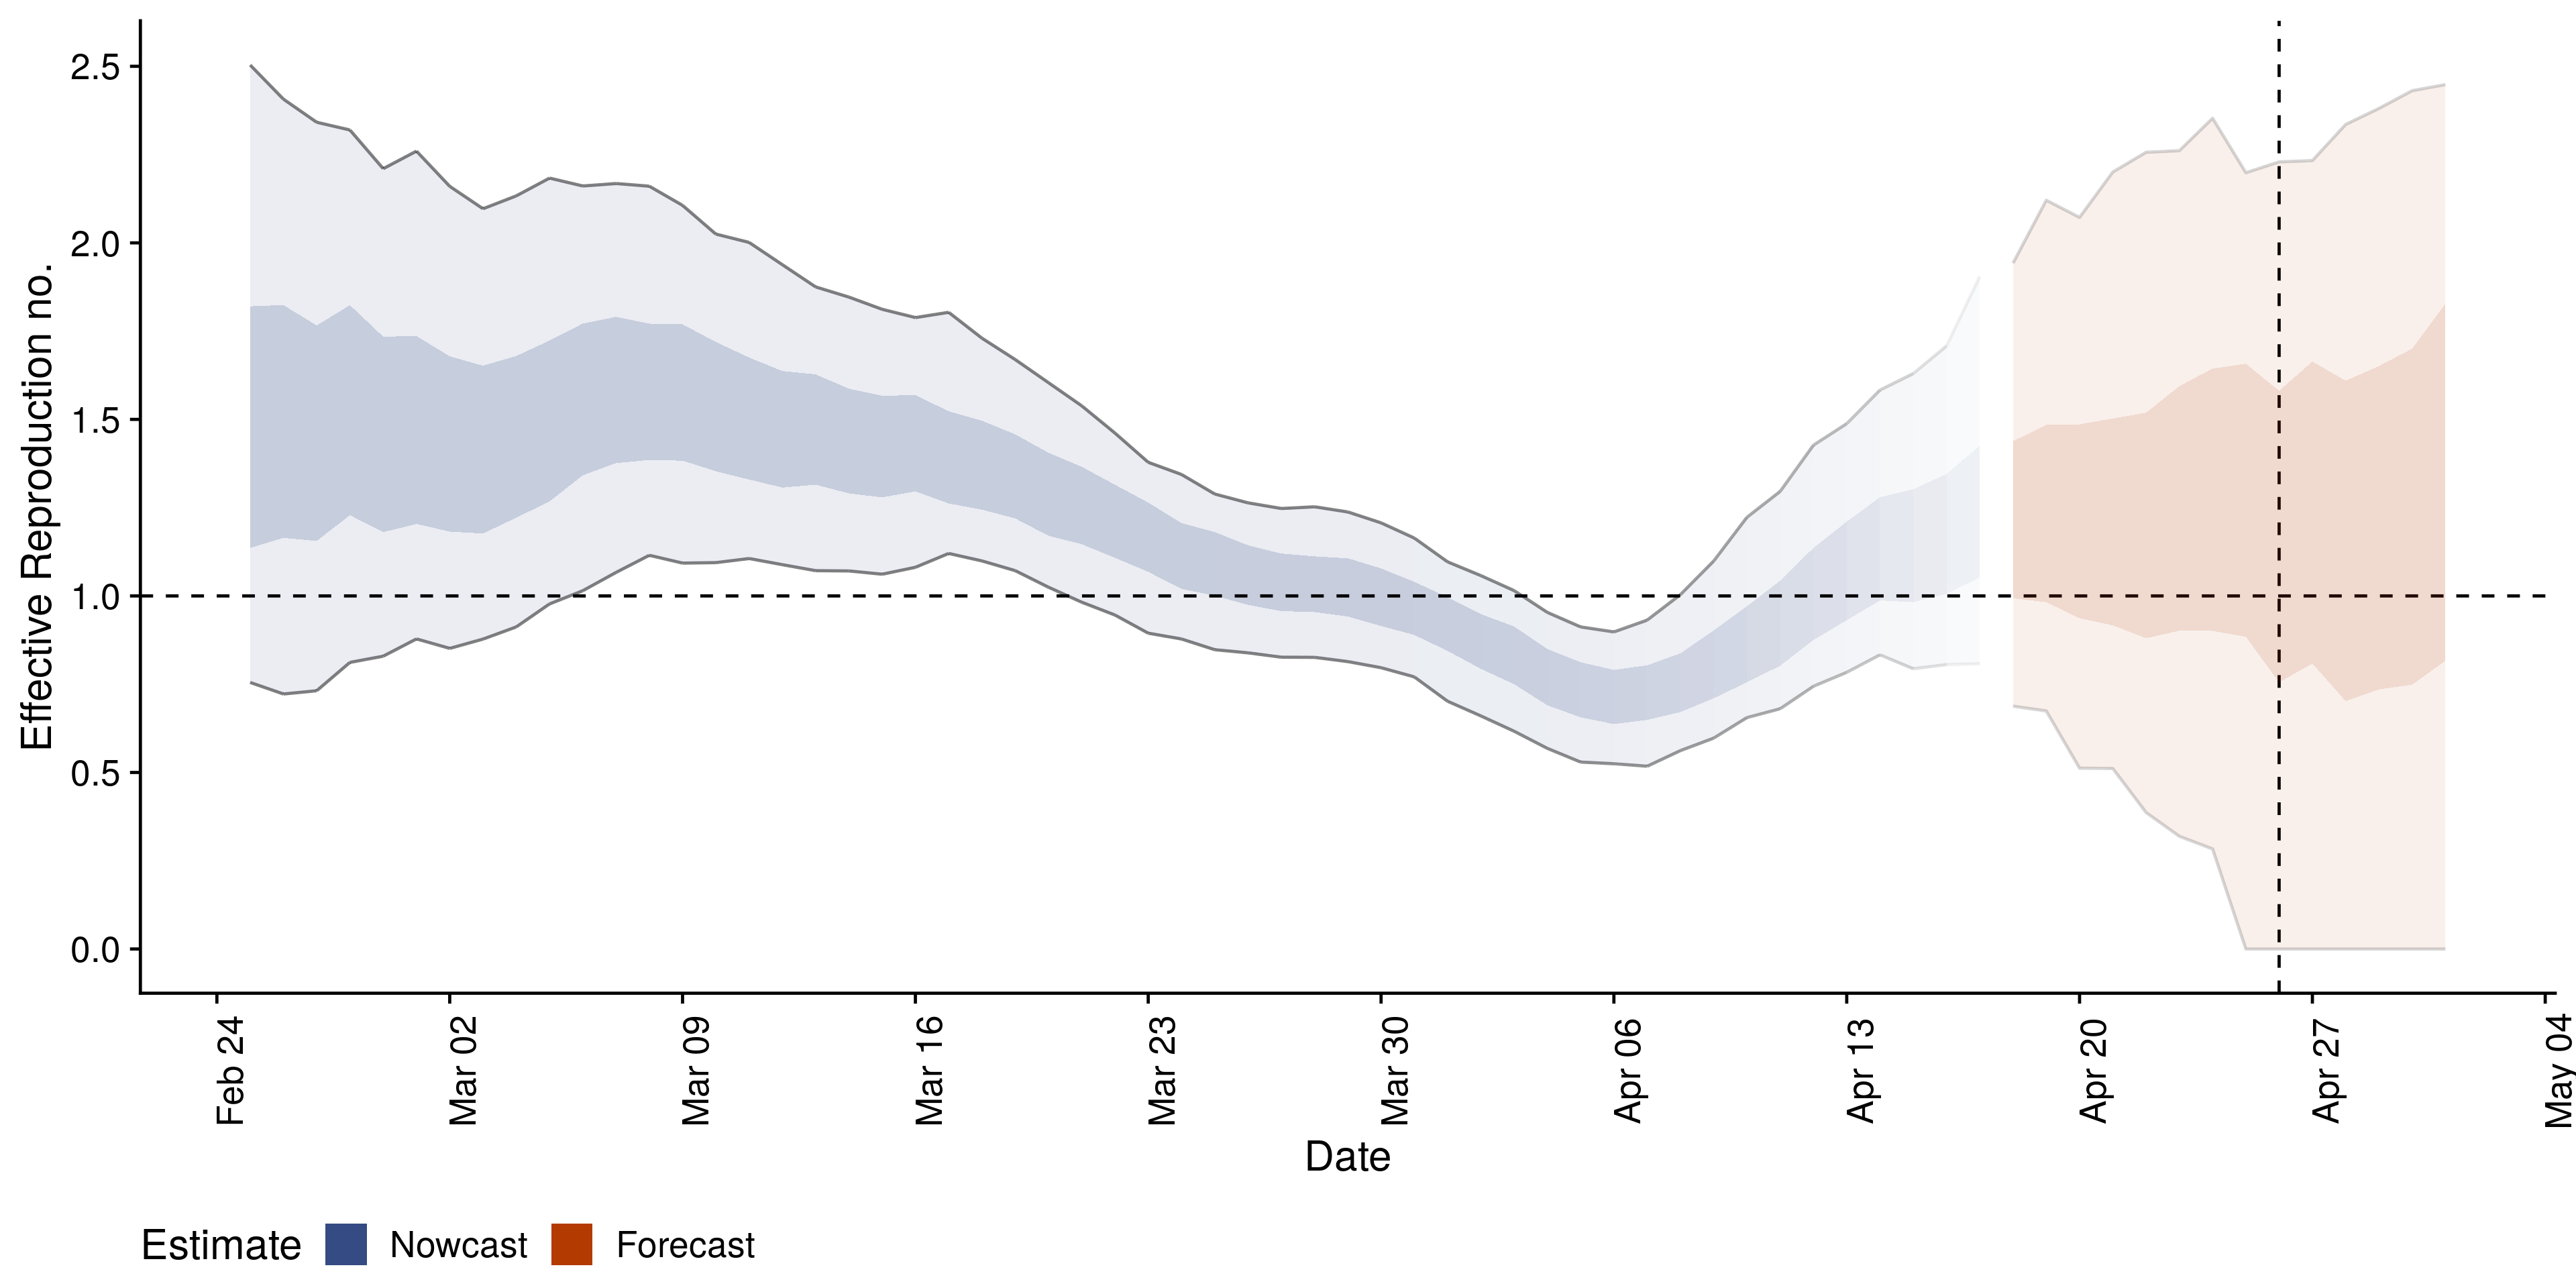 Effective Reproduction no.
2.5
2.0
1.5
1.0
0.5
0.0
Feb 24
Mar 02
Mar 09
Mar 16
Mar 23
Mar 30
Apr 06
Apr 13
Apr 20
Apr 27
May 04
Date
Estimate Nowcast Forecast